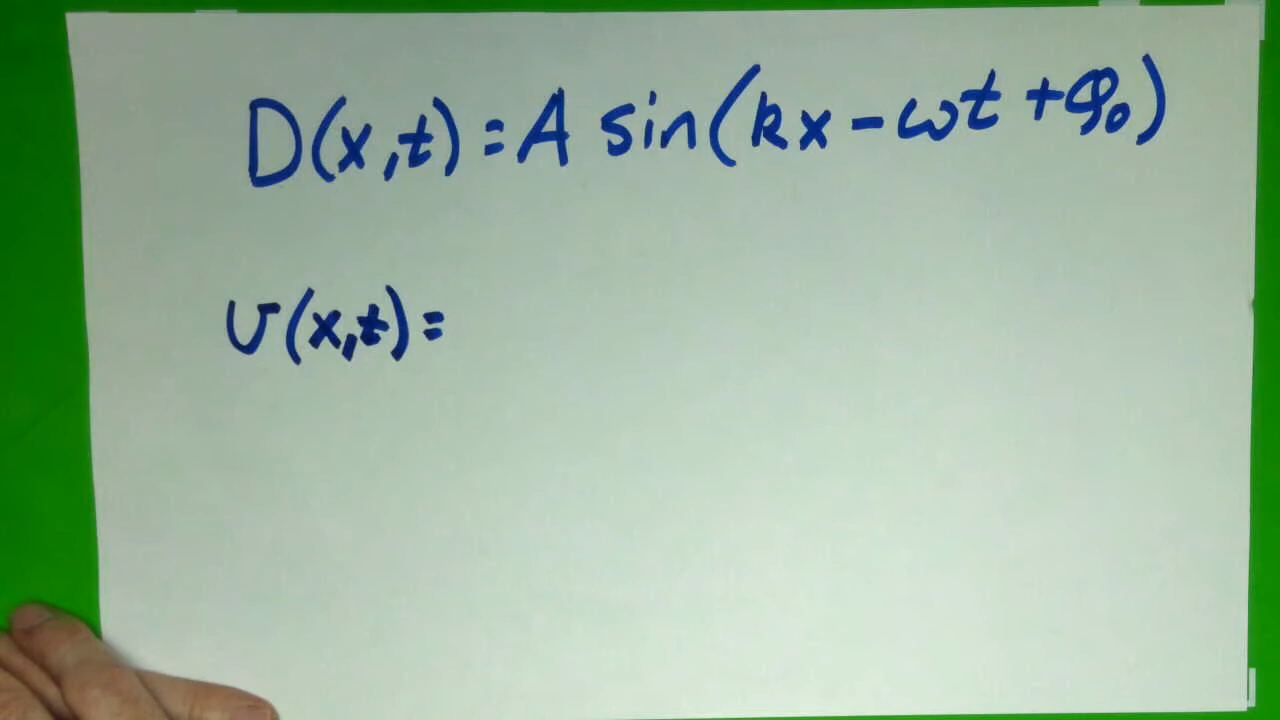 D(x,t)=A sin(kx-ωt+φ₀)
v(x,t)=